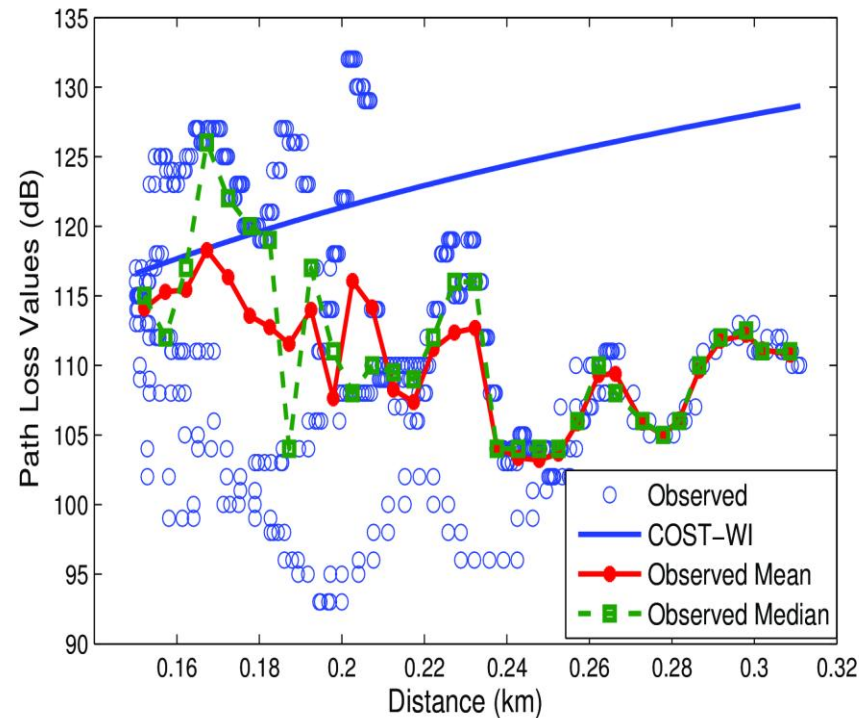 135
130
125
120
115
110
105
100
95
90
Path Loss Values (dB)
0.16 0.18 0.2 0.22 0.24 0.26 0.28 0.3 0.32
Distance (km)
Observed
COST−WI
Observed Mean
Observed Median